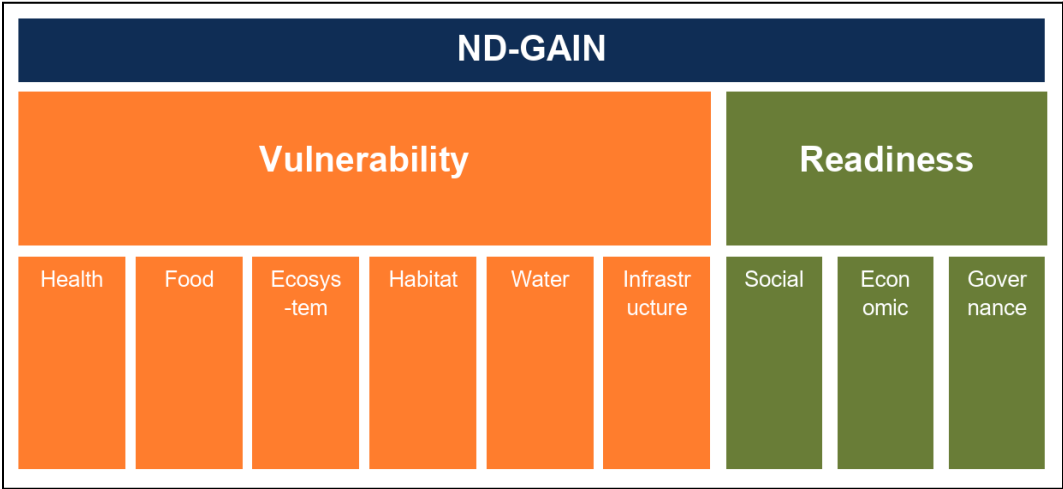 ND-GAIN
Vulnerability
Readiness
Health
Food
Ecosys
-tem
Habitat
Water
Infrastr
ucture
Social
Econ
omic
Gover
nance